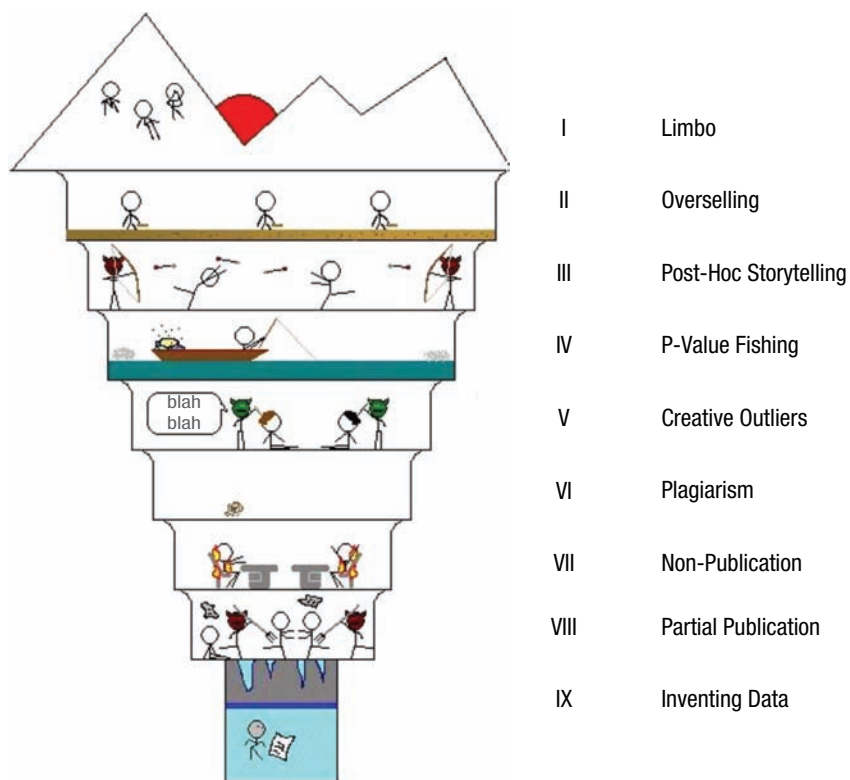 I Limbo
II Overselling
III Post-Hoc Storytelling
IV P-Value Fishing
blah
blah
V Creative Outliers
VI Plagiarism
VII Non-Publication
VIII Partial Publication
IX Inventing Data